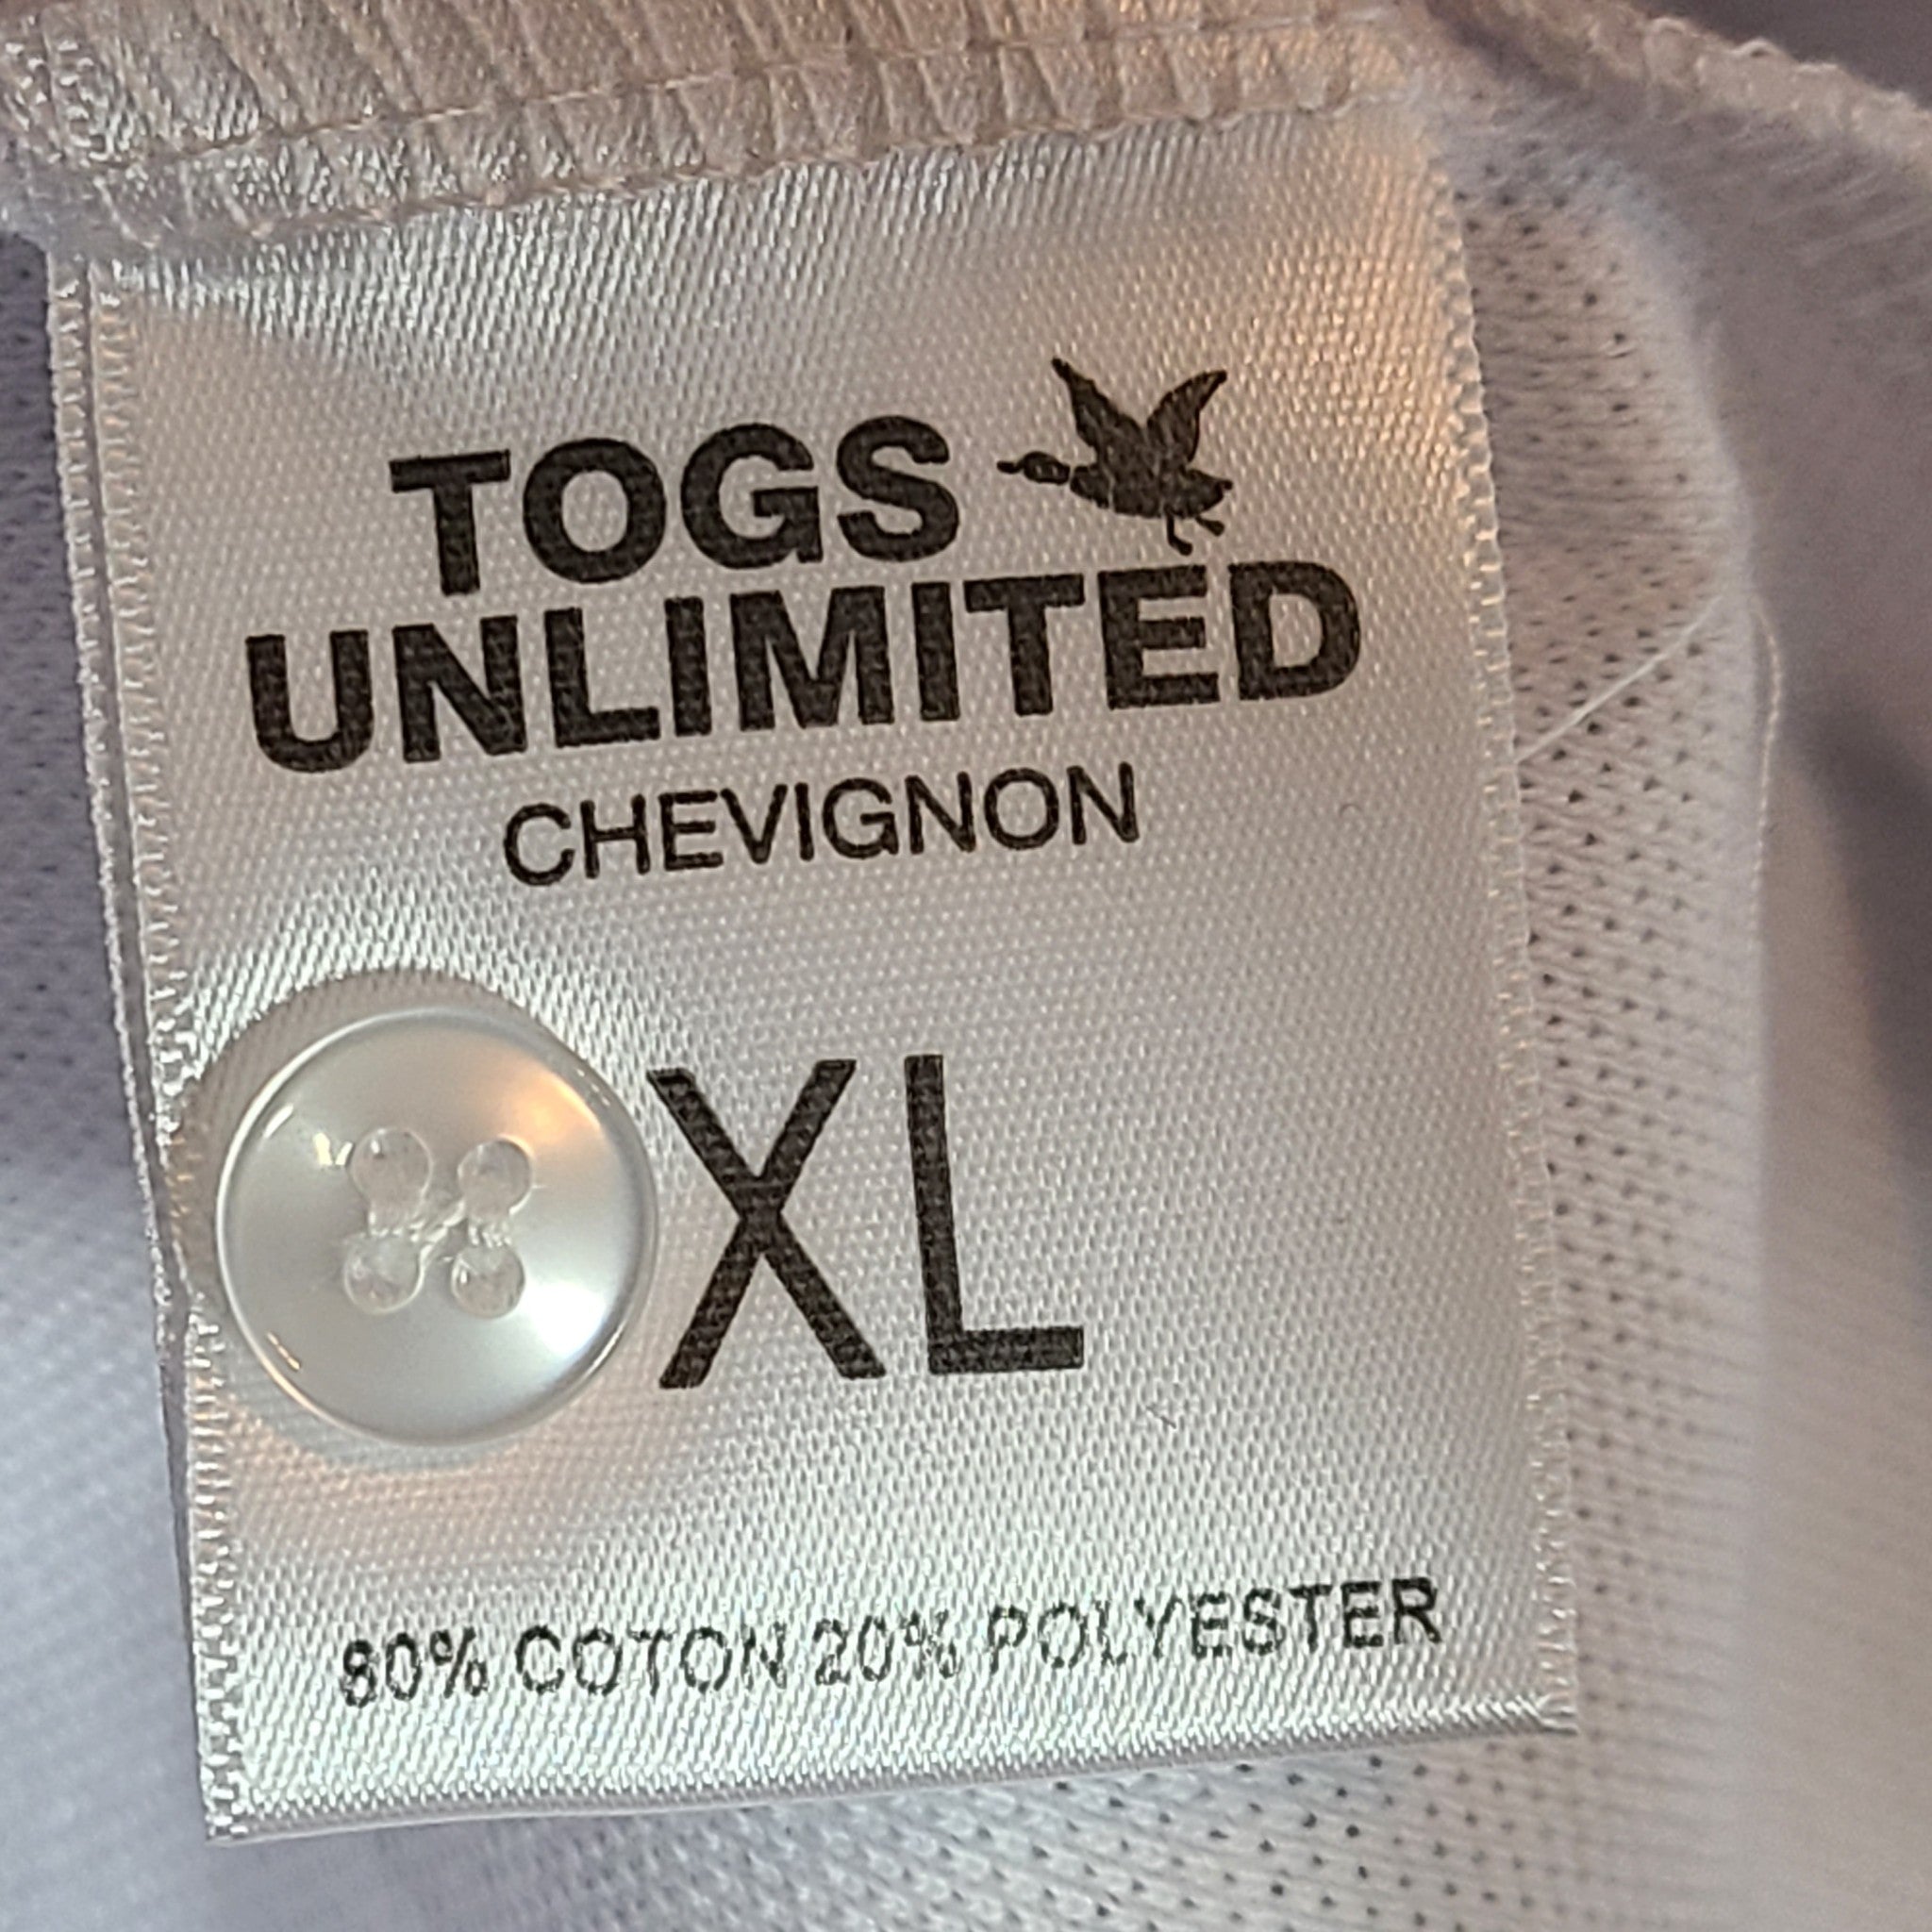 TOGS
UNLIMITED
CHEVIGNON
XL
80% COTON 20% POLYESTER